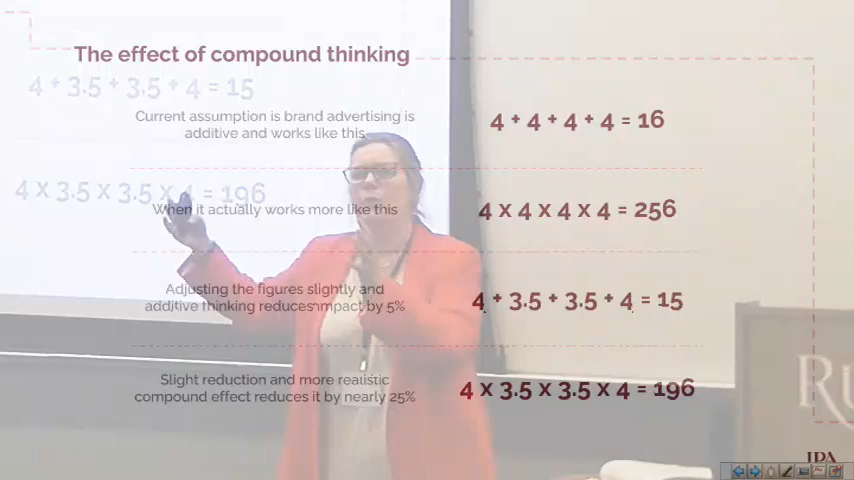 The effect of compound thinking
4 + 3.5 + 3.5 + 4 = 15
Current assumption is brand advertising is
additive and works like this
4 + 4 + 4 + 4 = 16
4 x 3.5 x 3.5 x 4 = 196
When it actually works more like this
4 x 4 x 4 x 4 = 256
Adjusting the figures slightly and
additive thinking reduces impact by 5%
4 + 3.5 + 3.5 + 4 = 15
Slight reduction and more realistic
compound effect reduces it by nearly 25%
4 x 3.5 x 3.5 x 4 = 196
Ru
IPA